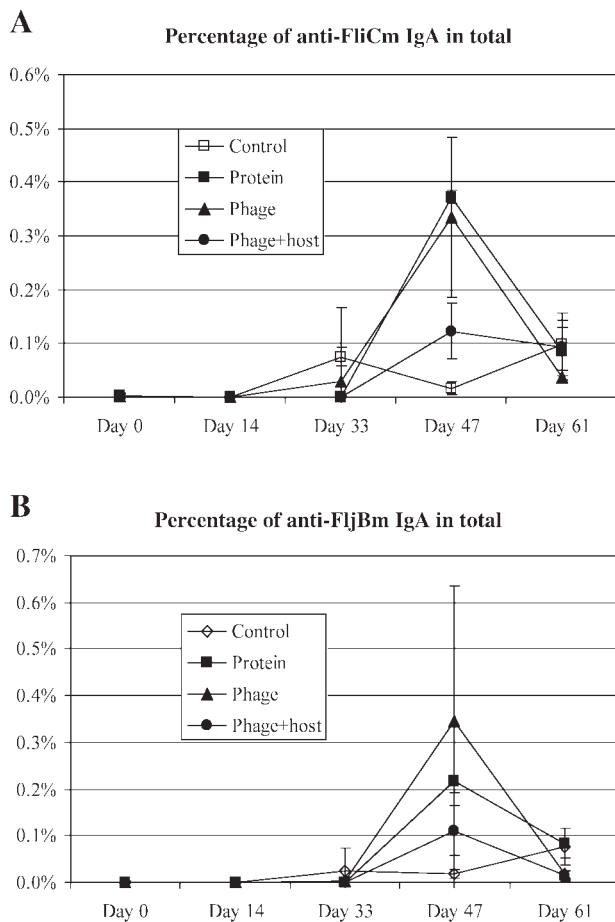 A
Percentage of anti-FliCm IgA in total
0.6%
0.5%
0.4%
0.3%
0.2%
0.1%
0.0%
Control
Protein
Phage
Phage+host
Day 0 Day 14 Day 33 Day 47 Day 61
B
Percentage of anti-FljBm IgA in total
0.7%
0.6%
0.5%
0.4%
0.3%
0.2%
0.1%
0.0%
Control
Protein
Phage
Phage+host
Day 0 Day 14 Day 33 Day 47 Day 61